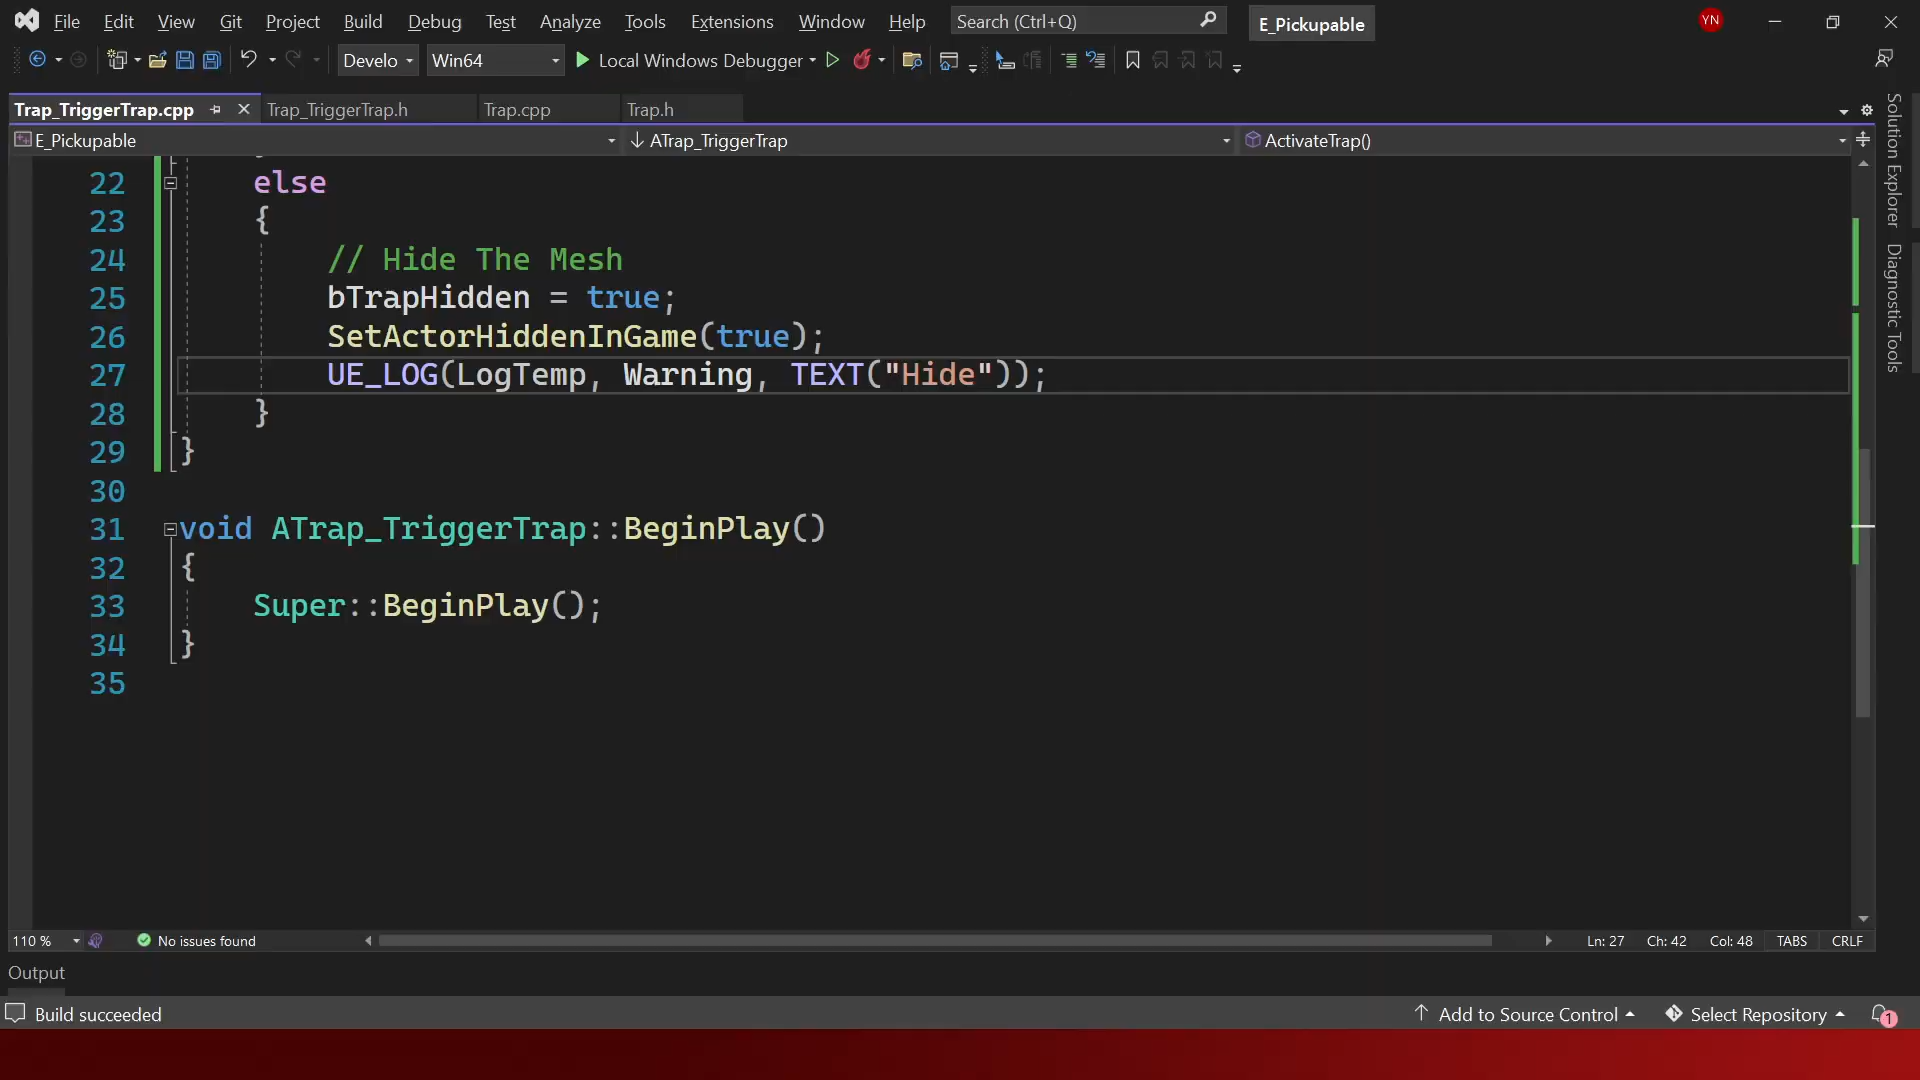 File Edit View Git Project Build Debug Test Analyze Tools Extensions Window Help Search (Ctrl+Q) E_Pickupable YN
Develo Win64 Local Windows Debugger
Trap_TriggerTrap.cpp Trap_TriggerTrap.h Trap.cpp Trap.h
E_Pickupable ATrap_TriggerTrap ActivateTrap()
22 else
23 {
24 // Hide The Mesh
25 bTrapHidden = true;
26 SetActorHiddenInGame(true);
27 UE_LOG(LogTemp, Warning, TEXT("Hide"));
28 }
29 }
30
31 void ATrap_TriggerTrap::BeginPlay()
32 {
33 Super::BeginPlay();
34 }
35
Solution Explorer
Diagnostic Tools
110 % No issues found Ln: 27 Ch: 42 Col: 48 TABS CRLF
Output
Build succeeded Add to Source Control Select Repository 1